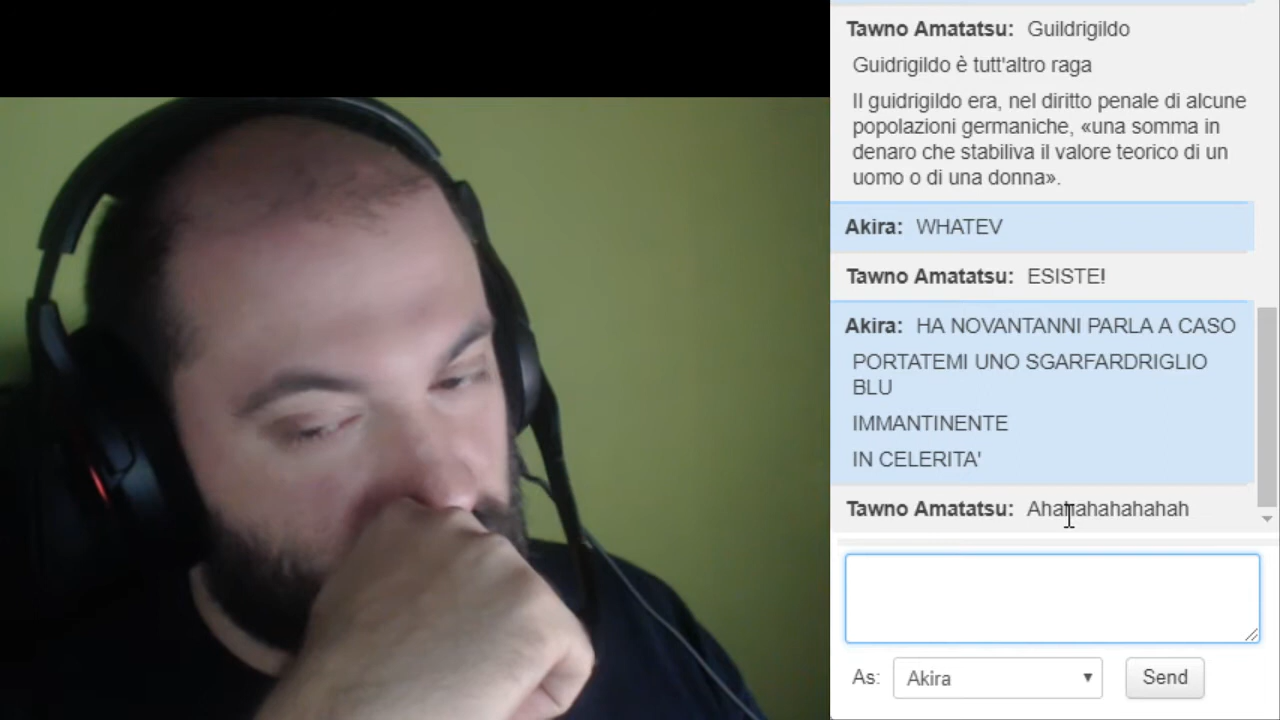 Tawno Amatatsu: Guildrigildo
Guidrigildo è tutt'altro raga
Il guidrigildo era, nel diritto penale di alcune
popolazioni germaniche, «una somma in
denaro che stabiliva il valore teorico di un
uomo o di una donna».
Akira: WHATEV
Tawno Amatatsu: ESISTE!
Akira: HA NOVANTANNI PARLA A CASO
PORTATEMI UNO SGARFARDRIGLIO
BLU
IMMANTINENTE
IN CELERITA'
Tawno Amatatsu: Ahahahahahahah
As: Akira
Send